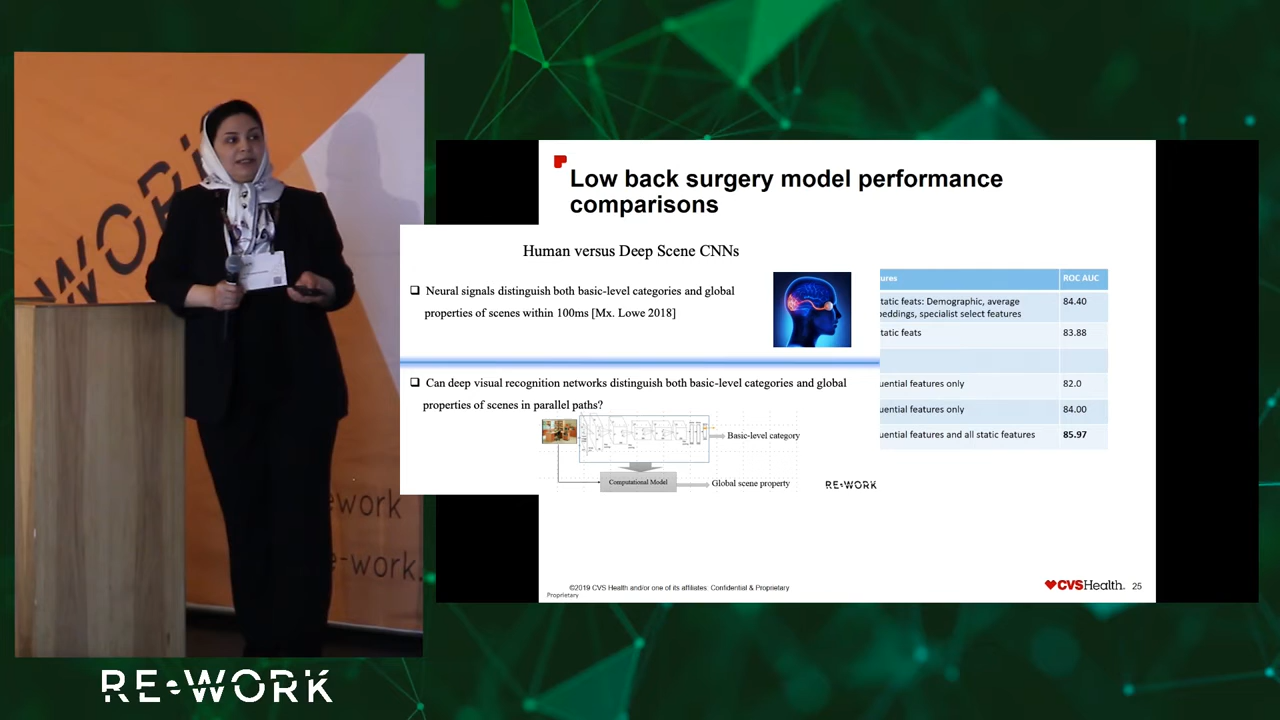 Low back surgery model performance
comparisons
Human versus Deep Scene CNNs
Neural signals distinguish both basic-level categories and global
properties of scenes within 100ms [Mx. Lowe 2018]
Can deep visual recognition networks distinguish both basic-level categories and global
properties of scenes in parallel paths?
Basic-level category
Computational Model
Global scene property
RE•WORK
ROC AUC
tatic feats: Demographic, average
eddings, specialist select features
84.40
tatic feats
83.88
uential features only
82.0
uential features only
84.00
uential features and all static features
85.97
©2019 CVS Health and/or one of its affiliates: Confidential & Proprietary
Proprietary
CVSHealth.
25
WORK
ework
e-work.
RE•WORK